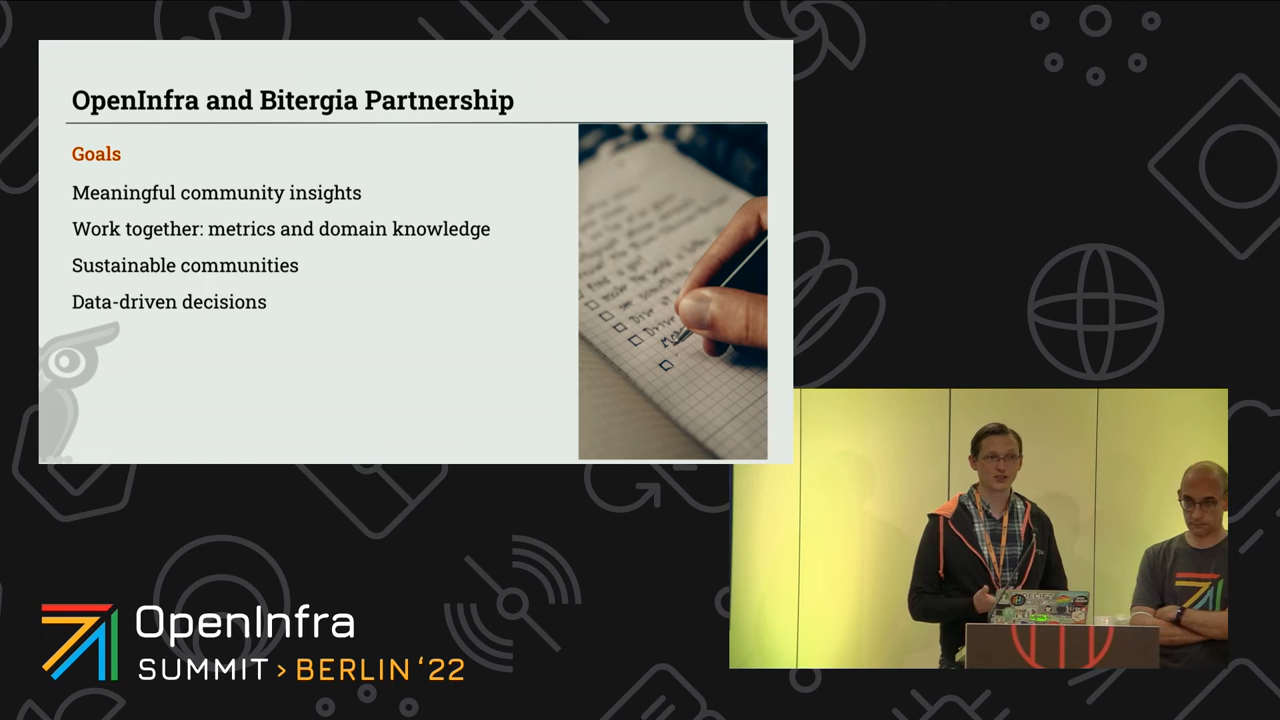 OpenInfra and Bitergia Partnership
Goals
Meaningful community insights
Work together: metrics and domain knowledge
Sustainable communities
Data-driven decisions
OpenInfra
SUMMIT > BERLIN ‘22